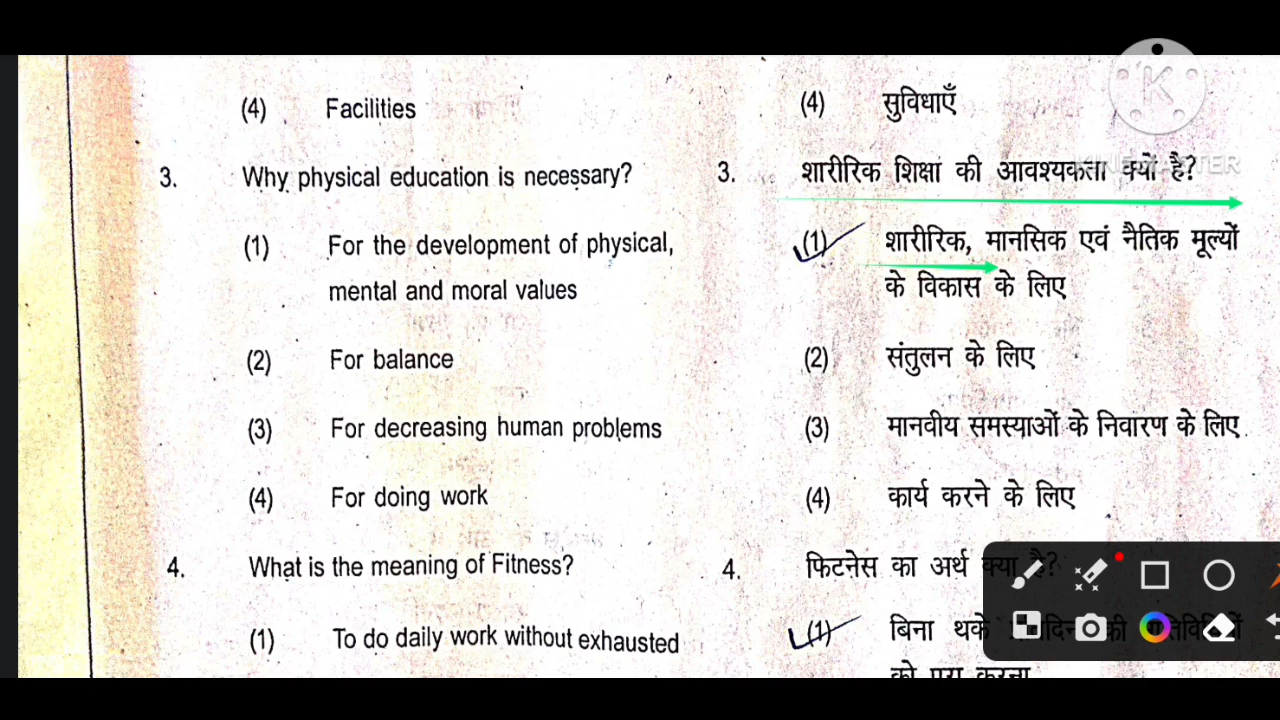 (4) Facilities
3. Why physical education is necessary?
(1) For the development of physical,
mental and moral values
(2) For balance
(3) For decreasing human problems
(4) For doing work
4. What is the meaning of Fitness?
(1) To do daily work without exhausted
(4) सुविधाएँ
3. शारीरिक शिक्षा की आवश्यकता क्यों है?
(1) शारीरिक, मानसिक एवं नैतिक मूल्यों
के विकास के लिए
(2) संतुलन के लिए
(3) मानवीय समस्याओं के निवारण के लिए
(4) कार्य करने के लिए
4. फिटनेस का अर्थ क्या है?
(1) बिना थके
को पूरा करना
K
KINEMASTER